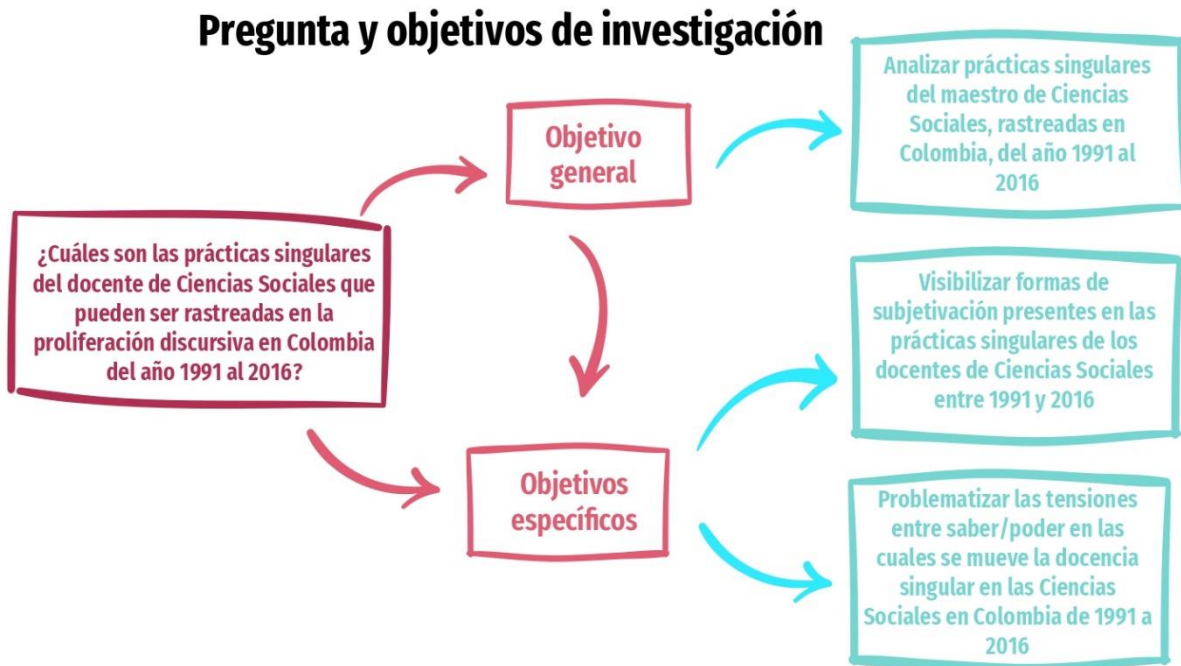 Pregunta y objetivos de investigación
¿Cuáles son las prácticas singulares
del docente de Ciencias Sociales que
pueden ser rastreadas en la
proliferación discursiva en Colombia
del año 1991 al 2016?
Objetivo
general
Analizar prácticas singulares
del maestro de Ciencias
Sociales, rastreadas en
Colombia, del año 1991 al
2016
Objetivos
específicos
Visibilizar formas de
subjetivación presentes en las
prácticas singulares de los
docentes de Ciencias Sociales
entre 1991 y 2016
Problematizar las tensiones
entre saber/poder en las
cuales se mueve la docencia
singular en las Ciencias
Sociales en Colombia de 1991 a
2016